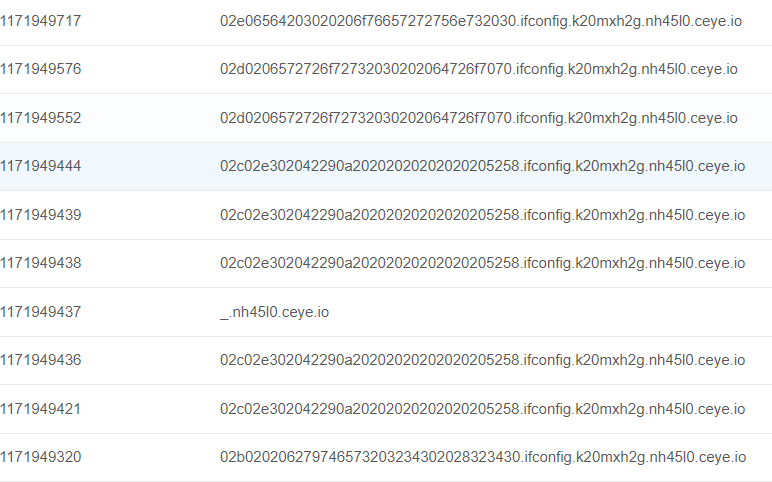 1171949717 02e06564203020206f76657272756e732030.ifconfig.k20mxh2g.nh45l0.ceye.io
1171949576 02d0206572726f72732030202064726f7070.ifconfig.k20mxh2g.nh45l0.ceye.io
1171949552 02d0206572726f72732030202064726f7070.ifconfig.k20mxh2g.nh45l0.ceye.io
1171949444 02c02e302042290a20202020202020205258.ifconfig.k20mxh2g.nh45l0.ceye.io
1171949439 02c02e302042290a20202020202020205258.ifconfig.k20mxh2g.nh45l0.ceye.io
1171949438 02c02e302042290a20202020202020205258.ifconfig.k20mxh2g.nh45l0.ceye.io
1171949437 _.nh45l0.ceye.io
1171949436 02c02e302042290a20202020202020205258.ifconfig.k20mxh2g.nh45l0.ceye.io
1171949421 02c02e302042290a20202020202020205258.ifconfig.k20mxh2g.nh45l0.ceye.io
1171949320 02b0202062797465732032343020283234​30.ifconfig.k20mxh2g.nh45l0.ceye.io